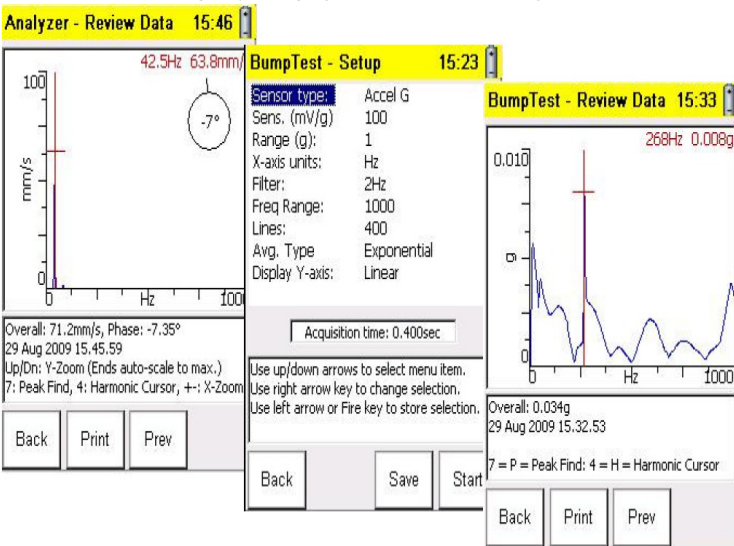 Analyzer - Review Data 15:46
42.5Hz 63.8mm/
-7°
100
mm/s
0
0 Hz 100
Overall: 71.2mm/s, Phase: -7.35°
29 Aug 2009 15.45.59
Up/Dn: Y-Zoom (Ends auto-scale to max.)
7: Peak Find, 4: Harmonic Cursor, +-: X-Zoom
Back Print Prev
BumpTest - Setup 15:23
Sensor type: Accel G
Sens. (mV/g) 100
Range (g): 1
X-axis units: Hz
Filter: 2Hz
Freq Range: 1000
Lines: 400
Avg. Type Exponential
Display Y-axis: Linear
Acquisition time: 0.400sec
Use up/down arrows to select menu item.
Use right arrow key to change selection.
Use left arrow or Fire key to store selection.
Back Save Start
BumpTest - Review Data 15:33
268Hz 0.008g
0.010
g
0
0 Hz 1000
Overall: 0.034g
29 Aug 2009 15.32.53
7 = P = Peak Find: 4 = H = Harmonic Cursor
Back Print Prev